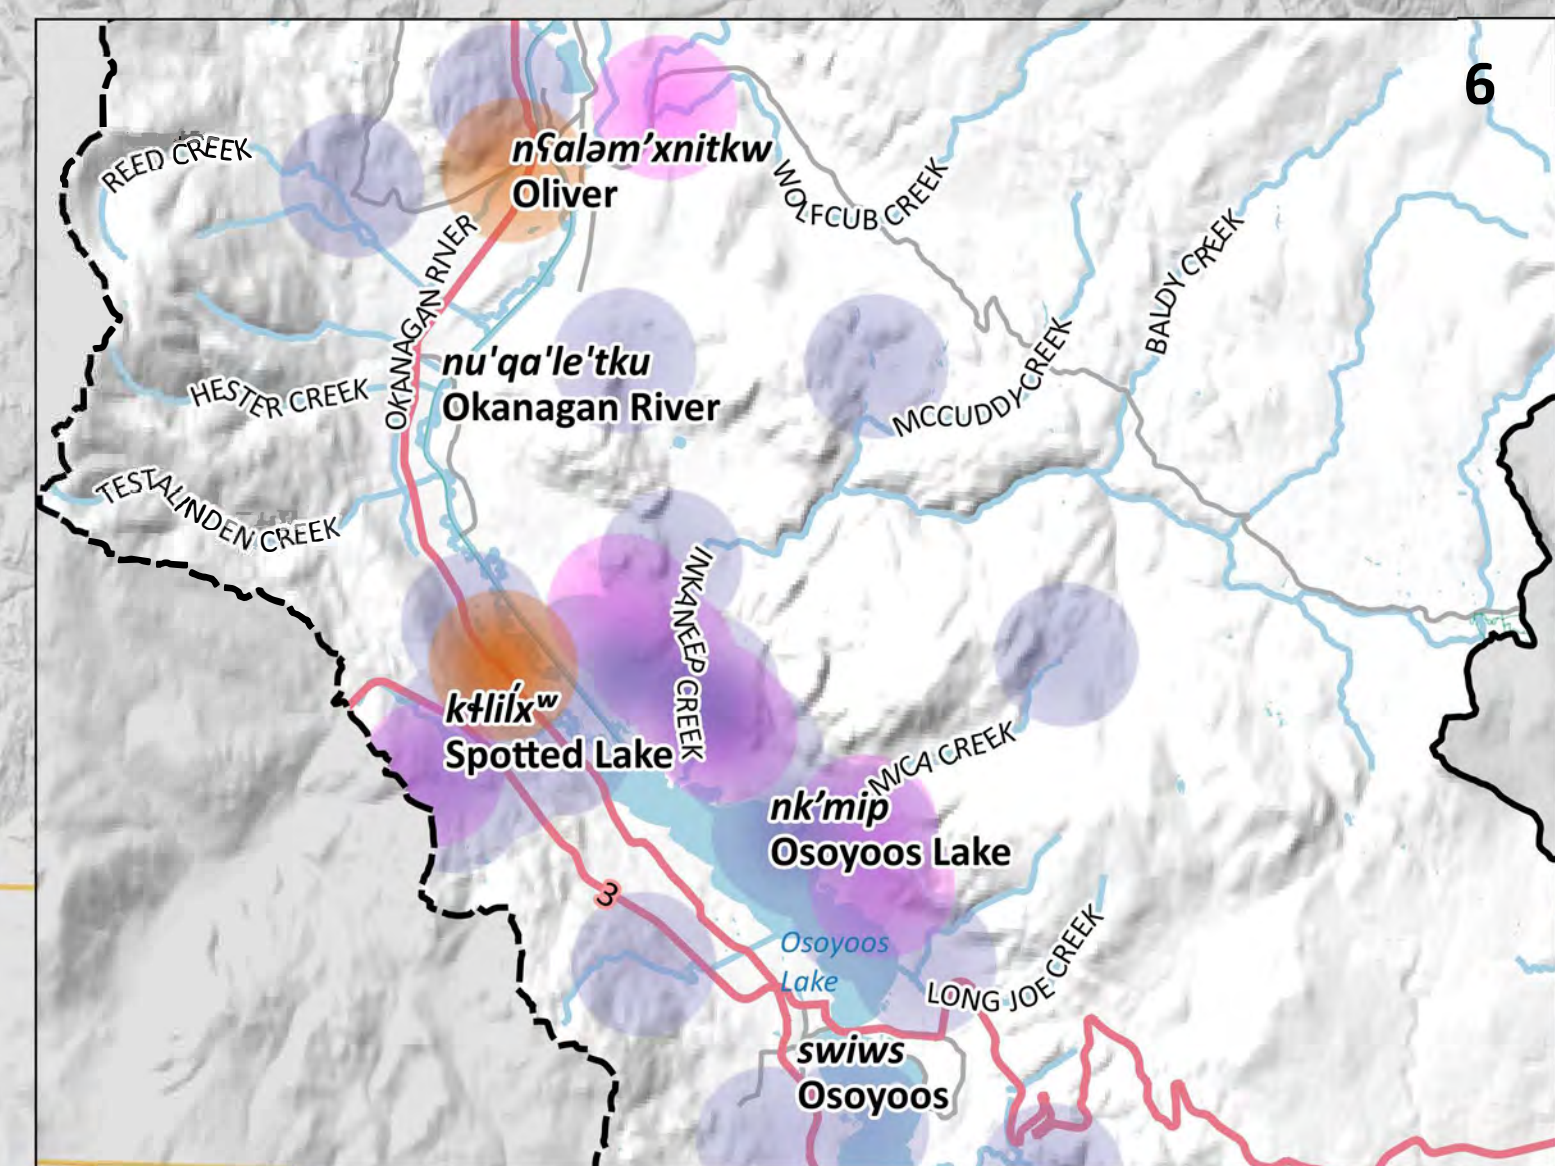 6
REED CREEK
nʕaləm’xnitkw
Oliver
WOLFCUB CREEK
BALDY CREEK
OKANAGAN RIVER
nu'qa'le'tku
Okanagan River
HESTER CREEK
MCCUDDY CREEK
TESTALINDEN CREEK
INKANEEP CREEK
kɬlil̓xʷ
Spotted Lake
MICA CREEK
nk’mip
Osoyoos Lake
3
Osoyoos
Lake
LONG JOE CREEK
swiws
Osoyoos